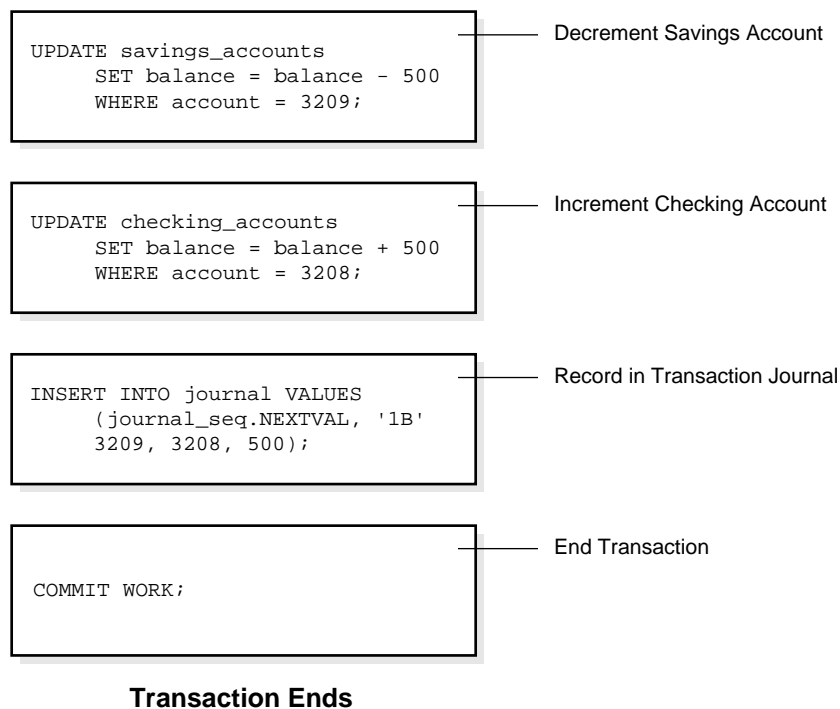 Decrement Savings Account
UPDATE savings_accounts
SET balance = balance - 500
WHERE account = 3209;
Increment Checking Account
UPDATE checking_accounts
SET balance = balance + 500
WHERE account = 3208;
Record in Transaction Journal
INSERT INTO journal VALUES
(journal_seq.NEXTVAL, '1B'
3209, 3208, 500);
End Transaction
COMMIT WORK;
Transaction Ends